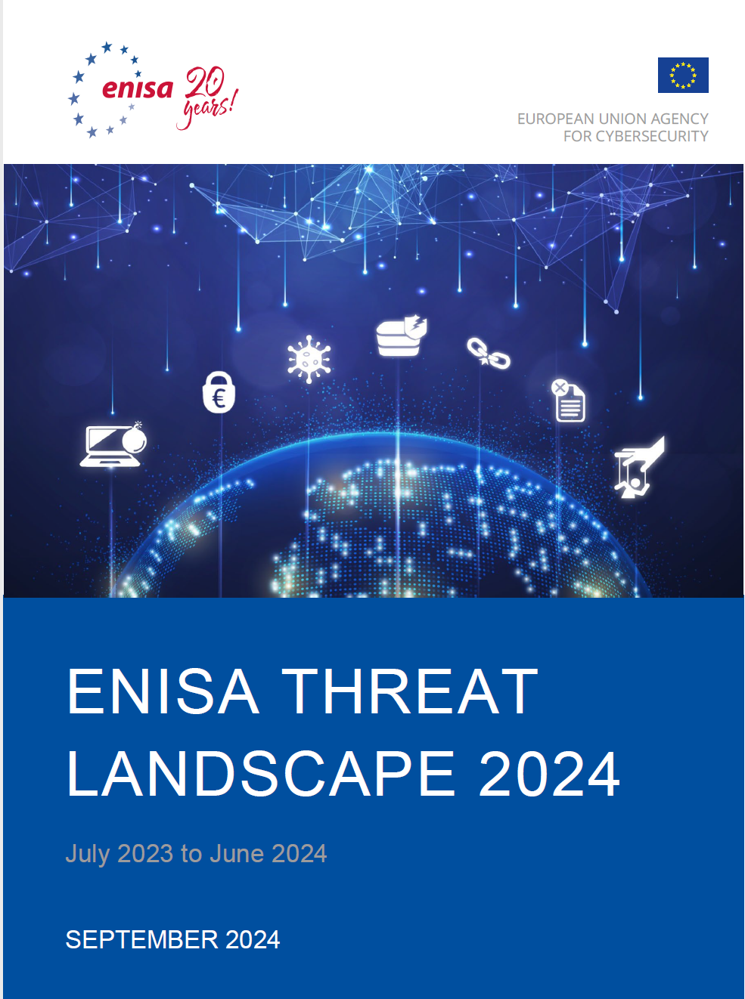 enisa 20
years!
EUROPEAN UNION AGENCY
FOR CYBERSECURITY
€
ENISA THREAT
LANDSCAPE 2024
July 2023 to June 2024
SEPTEMBER 2024